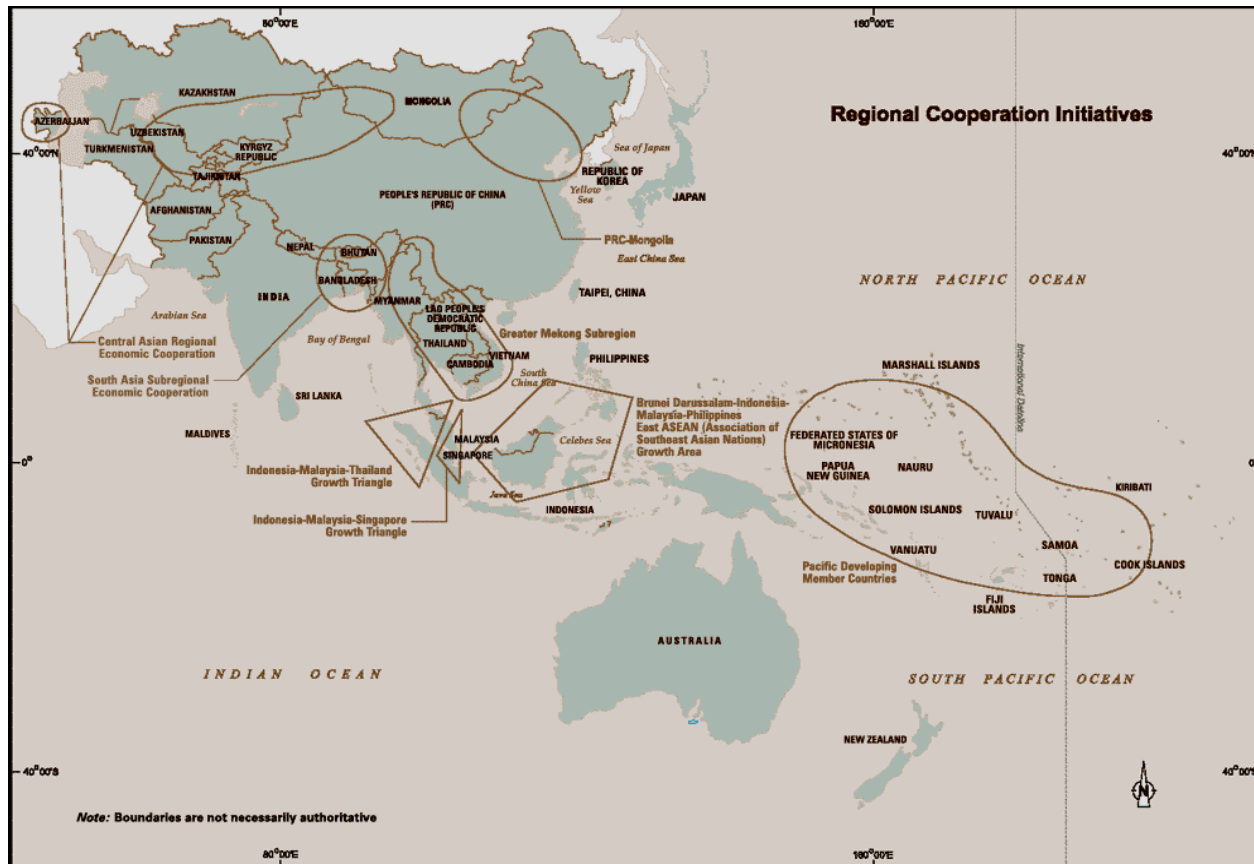 80°00'E
160°00'E
KAZAKHSTAN
MONGOLIA
Regional Cooperation Initiatives
AZERBAIJAN
UZBEKISTAN
TURKMENISTAN
KYRGYZ
REPUBLIC
Sea of Japan
40°00'N
40°00'N
TAJIKISTAN
REPUBLIC OF
KOREA
Yellow
Sea
JAPAN
PEOPLE'S REPUBLIC OF CHINA
(PRC)
AFGHANISTAN
PAKISTAN
NEPAL
BHUTAN
PRC-Mongolia
East China Sea
BANGLADESH
INDIA
MYANMAR
TAIPEI, CHINA
NORTH PACIFIC OCEAN
Arabian Sea
LAO PEOPLE'S
DEMOCRATIC
REPUBLIC
Bay of Bengal
Central Asian Regional
Economic Cooperation
THAILAND
Greater Mekong Subregion
VIETNAM
CAMBODIA
PHILIPPINES
International Dateline
MARSHALL ISLANDS
South Asia Subregional
Economic Cooperation
South
China Sea
SRI LANKA
Brunei Darussalam-Indonesia-
Malaysia-Philippines
East ASEAN (Association of
Southeast Asian Nations)
Growth Area
MALDIVES
MALAYSIA
SINGAPORE
Celebes Sea
FEDERATED STATES OF
MICRONESIA
0°
0°
Indonesia-Malaysia-Thailand
Growth Triangle
PAPUA
NEW GUINEA
NAURU
KIRIBATI
Java Sea
INDONESIA
SOLOMON ISLANDS
TUVALU
Indonesia-Malaysia-Singapore
Growth Triangle
VANUATU
SAMOA
Pacific Developing
Member Countries
COOK ISLANDS
TONGA
FIJI
ISLANDS
AUSTRALIA
INDIAN OCEAN
SOUTH PACIFIC OCEAN
NEW ZEALAND
40°00'S
40°00'S
N
Note: Boundaries are not necessarily authoritative
80°00'E
160°00'E